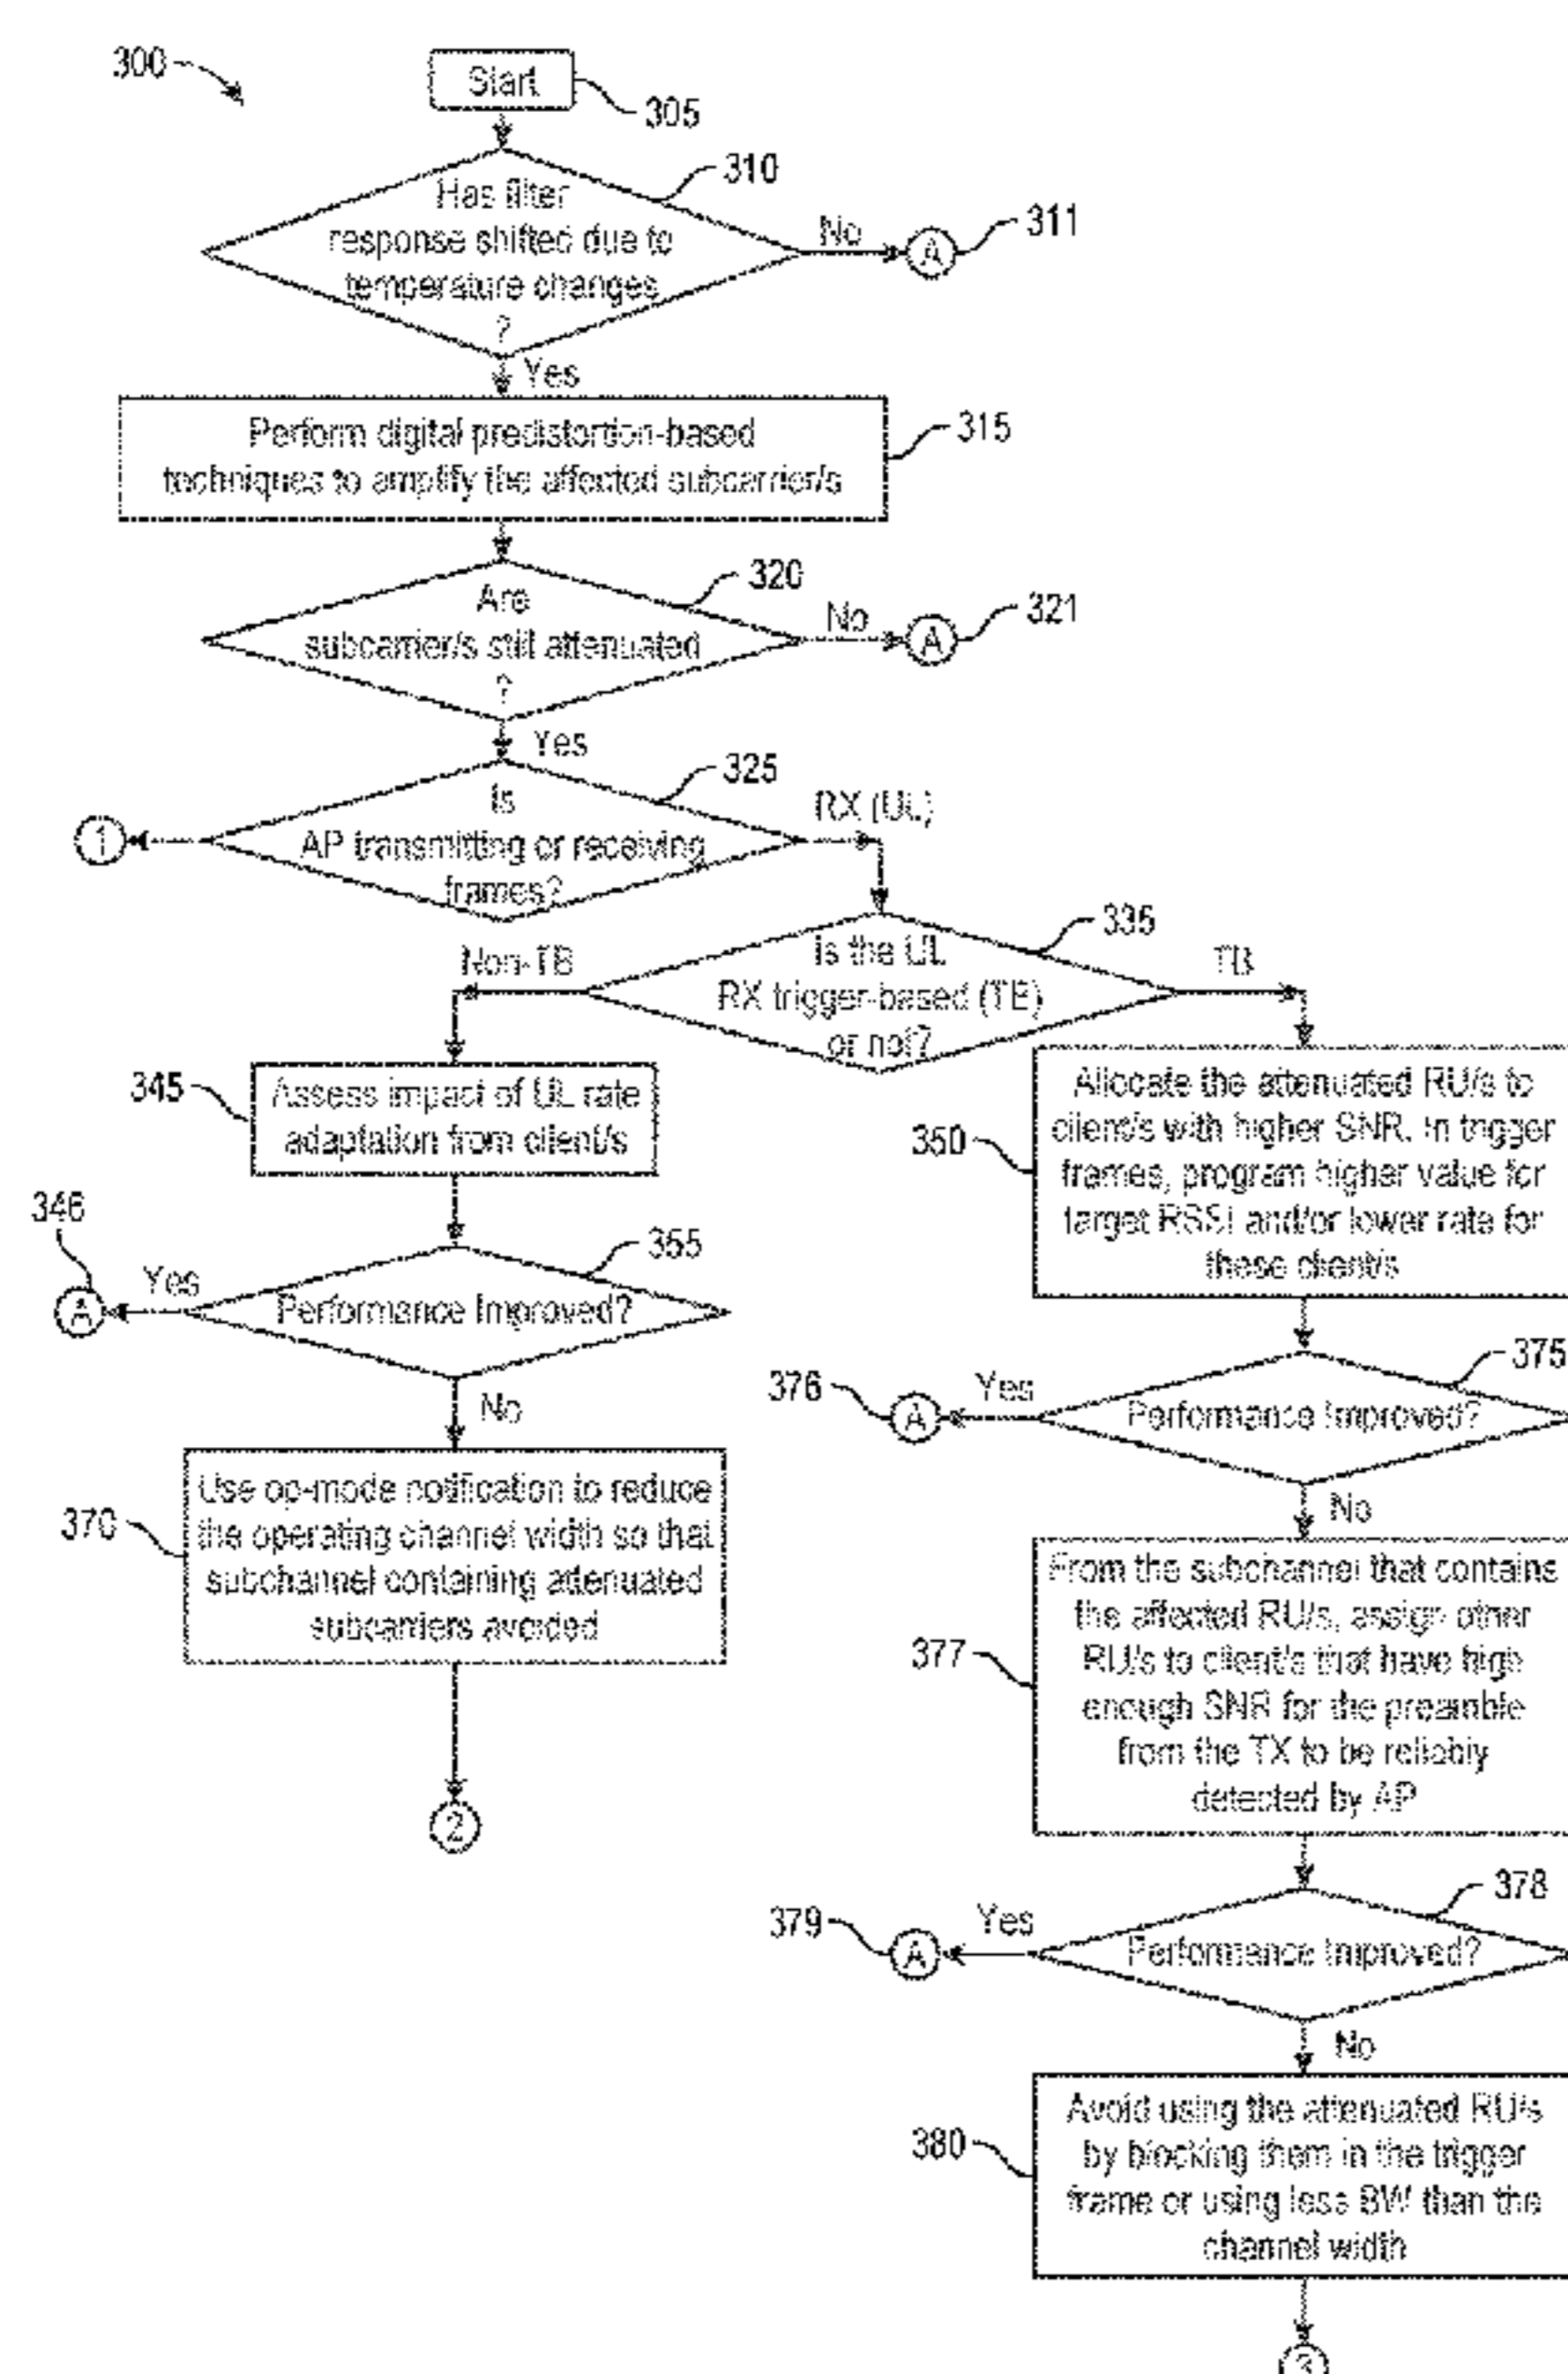 300
Start
305
310
Has filter
response shifted due to
temperature changes
?
No
A
311
Yes
Perform digital predistortion-based
techniques to amplify the affected subcarrier/s
315
320
Are
subcarrier/s still attenuated
?
No
A
321
Yes
325
Is
AP transmitting or receiving
frames?
1
RX (UL)
335
Is the UL
RX trigger-based (TB)
or not?
Non-TB
TB
345
Assess impact of UL rate
adaptation from client/s
350
Allocate the attenuated RU/s to
client/s with higher SNR. In trigger
frames, program higher value for
target RSSI and/or lower rate for
these client/s
346
A
Yes
355
Performance Improved?
No
370
Use op-mode notification to reduce
the operating channel width so that
subchannel containing attenuated
subcarriers avoided
2
375
376
A
Yes
Performance Improved?
No
377
From the subchannel that contains
the affected RU/s, assign other
RU/s to client/s that have high
enough SNR for the preamble
from the TX to be reliably
detected by AP
378
379
A
Yes
Performance Improved?
No
380
Avoid using the attenuated RU/s
by blocking them in the trigger
frame or using less BW than the
channel width
3